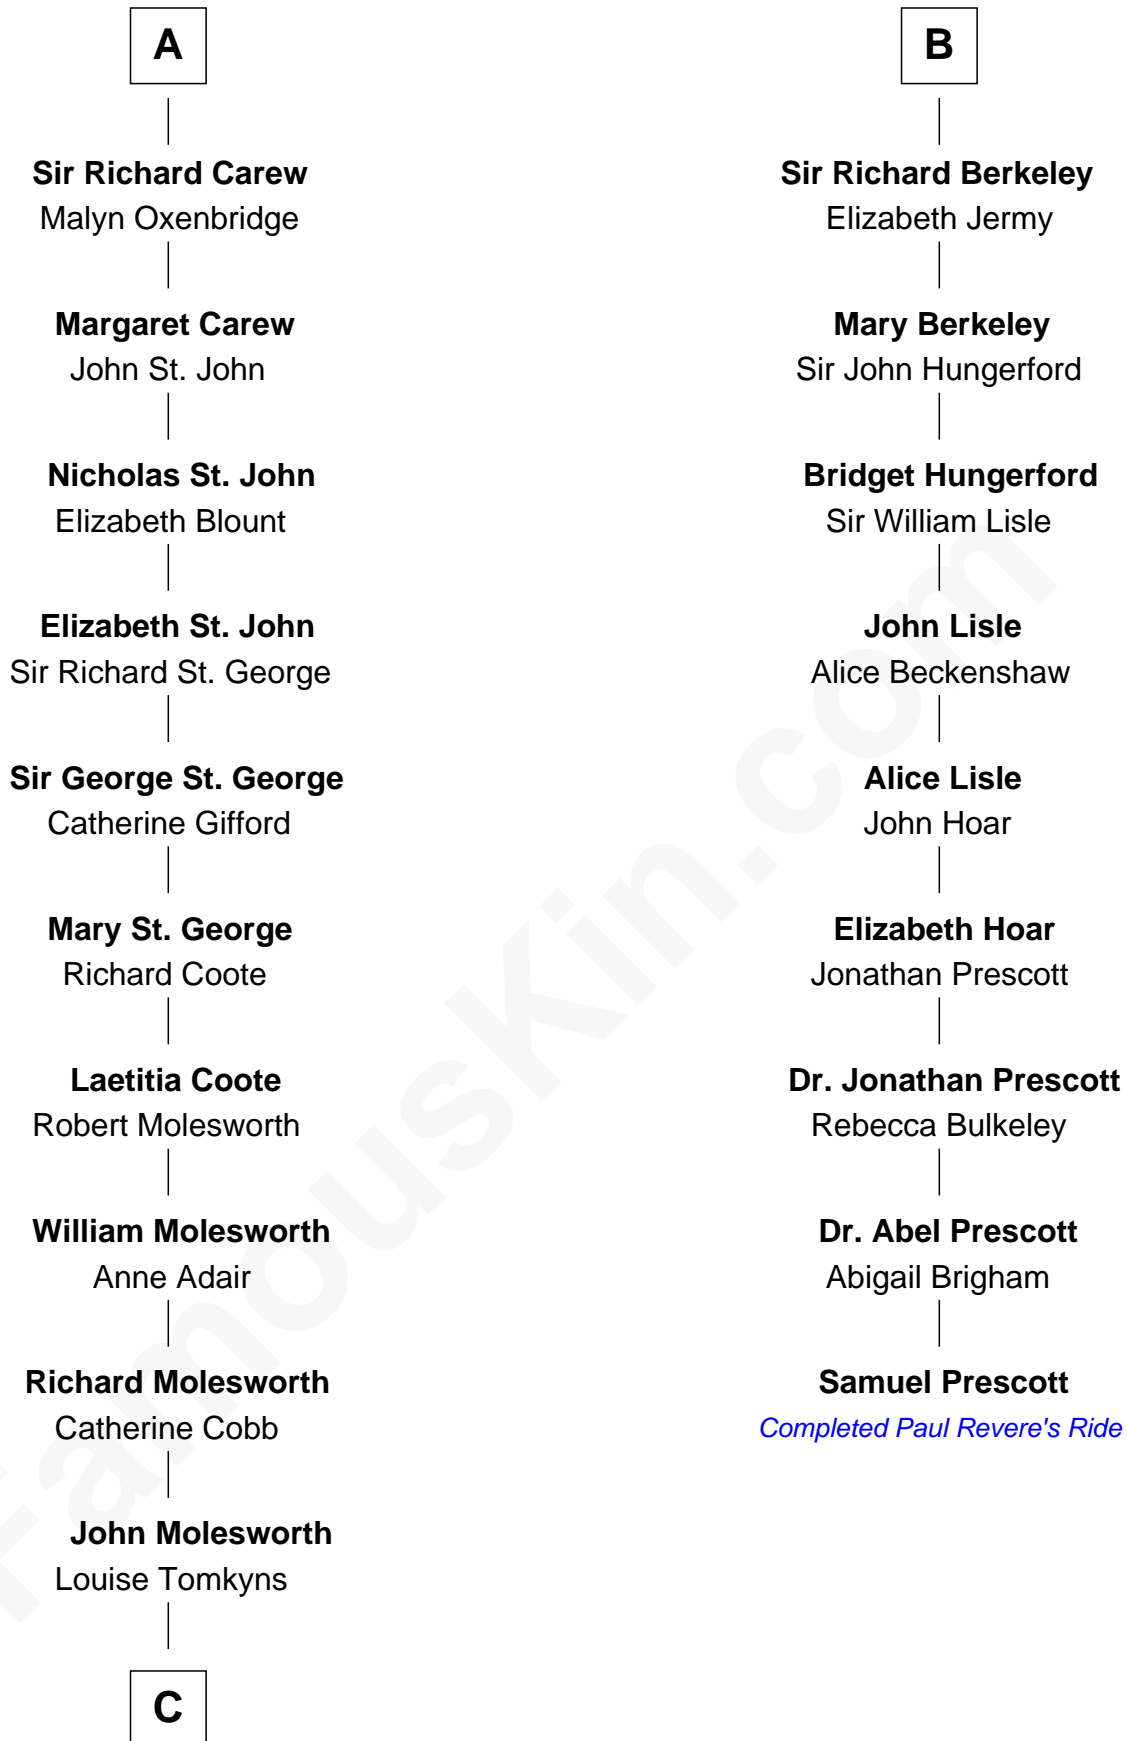 A
Sir Richard Carew
Malyn Oxenbridge
Margaret Carew
John St. John
Nicholas St. John
Elizabeth Blount
Elizabeth St. John
Sir Richard St. George
Sir George St. George
Catherine Gifford
Mary St. George
Richard Coote
Laetitia Coote
Robert Molesworth
William Molesworth
Anne Adair
Richard Molesworth
Catherine Cobb
John Molesworth
Louise Tomkyns
C
B
Sir Richard Berkeley
Elizabeth Jermy
Mary Berkeley
Sir John Hungerford
Bridget Hungerford
Sir William Lisle
John Lisle
Alice Beckenshaw
Alice Lisle
John Hoar
Elizabeth Hoar
Jonathan Prescott
Dr. Jonathan Prescott
Rebecca Bulkeley
Dr. Abel Prescott
Abigail Brigham
Samuel Prescott
Completed Paul Revere's Ride
FamousKin.com